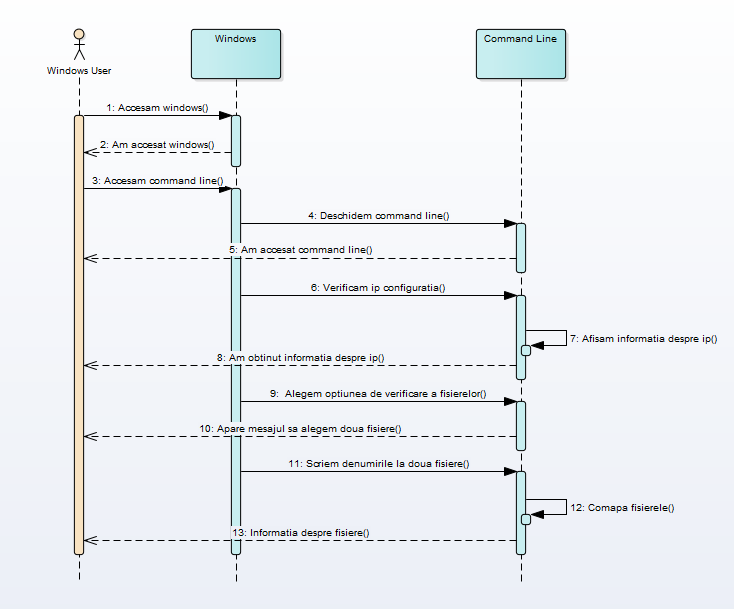 Windows
Command Line
Windows User
1: Accesam windows()
2: Am accesat windows()
3: Accesam command line()
4: Deschidem command line()
5: Am accesat command line()
6: Verificam ip configuratia()
7: Afisam informatia despre ip()
8: Am obtinut informatia despre ip()
9: Alegem optiunea de verificare a fisierelor()
10: Apare mesajul sa alegem doua fisiere()
11: Scriem denumirile la doua fisiere()
12: Comapa fisierele()
13: Informatia despre fisiere()